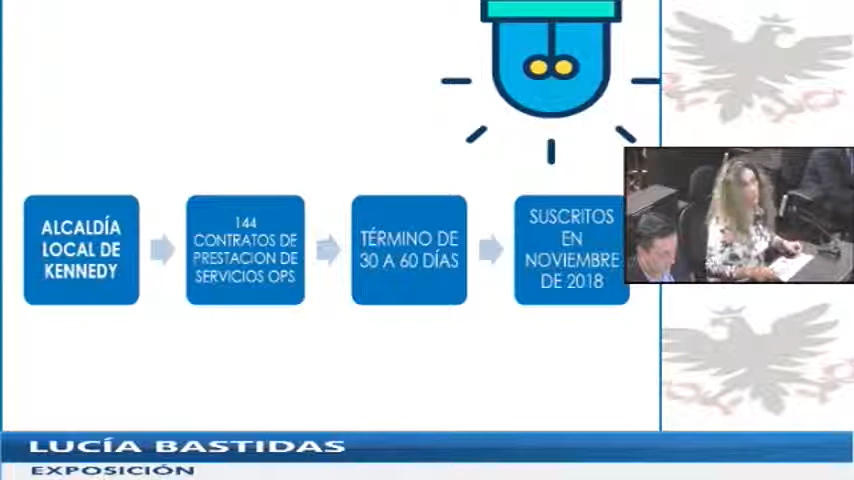 ALCALDÍA
LOCAL DE
KENNEDY
144
CONTRATOS DE
PRESTACION DE
SERVICIOS OPS
TÉRMINO DE
30 A 60 DÍAS
SUSCRITOS
EN
NOVIEMBRE
DE 2018
LUCÍA BASTIDAS
EXPOSICIÓN